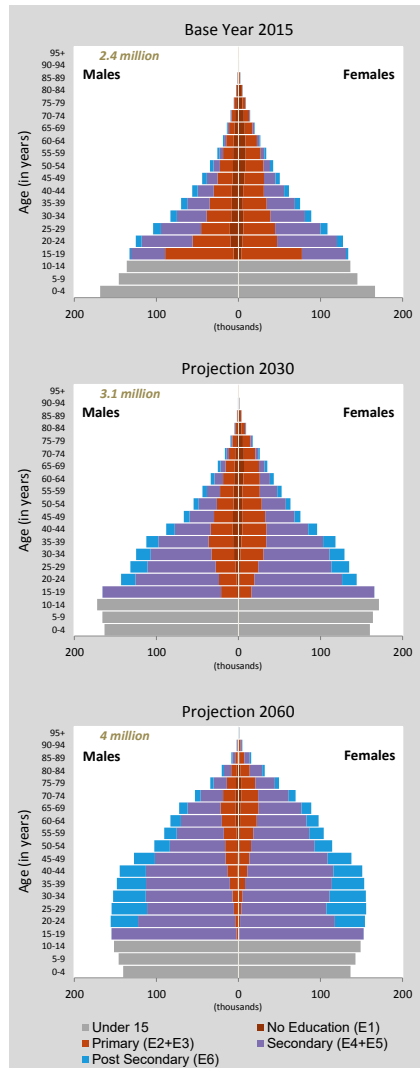 Base Year 2015
2.4 million
Males
Females
Age (in years)
95+
90-94
85-89
80-84
75-79
70-74
65-69
60-64
55-59
50-54
45-49
40-44
35-39
30-34
25-29
20-24
15-19
10-14
5-9
0-4
200 100 0 100 200
(thousands)
Projection 2030
3.1 million
Males
Females
Age (in years)
95+
90-94
85-89
80-84
75-79
70-74
65-69
60-64
55-59
50-54
45-49
40-44
35-39
30-34
25-29
20-24
15-19
10-14
5-9
0-4
200 100 0 100 200
(thousands)
Projection 2060
4 million
Males
Females
Age (in years)
95+
90-94
85-89
80-84
75-79
70-74
65-69
60-64
55-59
50-54
45-49
40-44
35-39
30-34
25-29
20-24
15-19
10-14
5-9
0-4
200 100 0 100 200
(thousands)
Under 15
No Education (E1)
Primary (E2+E3)
Secondary (E4+E5)
Post Secondary (E6)